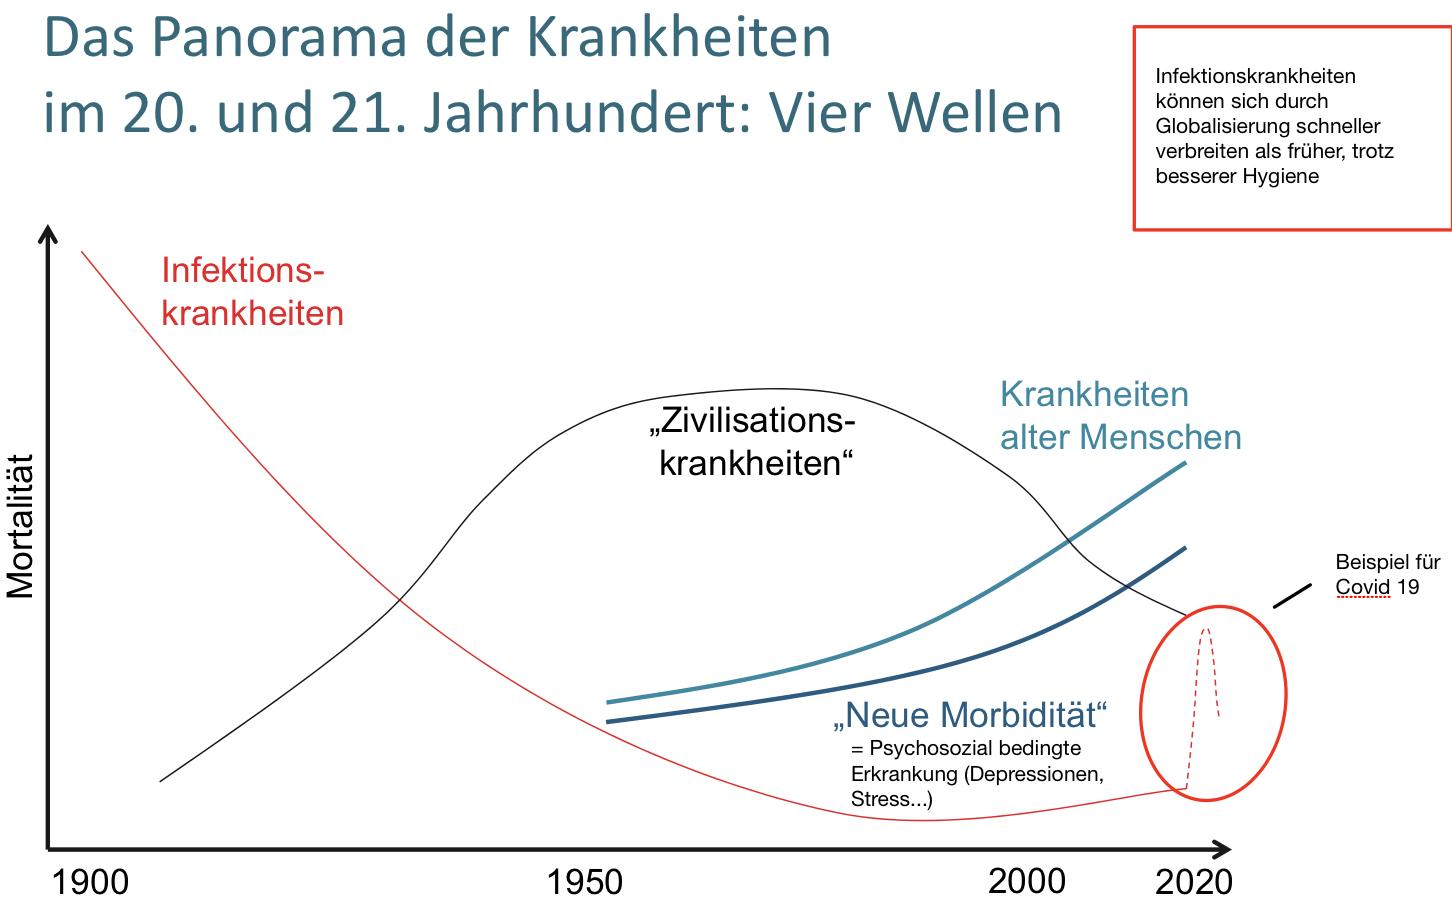 Das Panorama der Krankheiten
im 20. und 21. Jahrhundert: Vier Wellen
Infektionskrankheiten
können sich durch
Globalisierung schneller
verbreiten als früher, trotz
besserer Hygiene
Infektions-
krankheiten
„Zivilisations-
krankheiten“
Krankheiten
alter Menschen
Mortalität
Beispiel für
Covid 19
„Neue Morbidität“
= Psychosozial bedingte
Erkrankung (Depressionen,
Stress...)
1900 1950 2000 2020